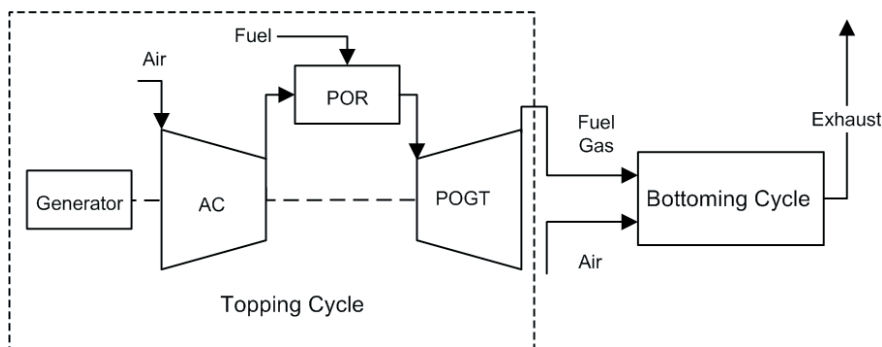 Fuel
Air
POR
Fuel
Gas
Exhaust
Generator
AC
POGT
Bottoming Cycle
Air
Topping Cycle